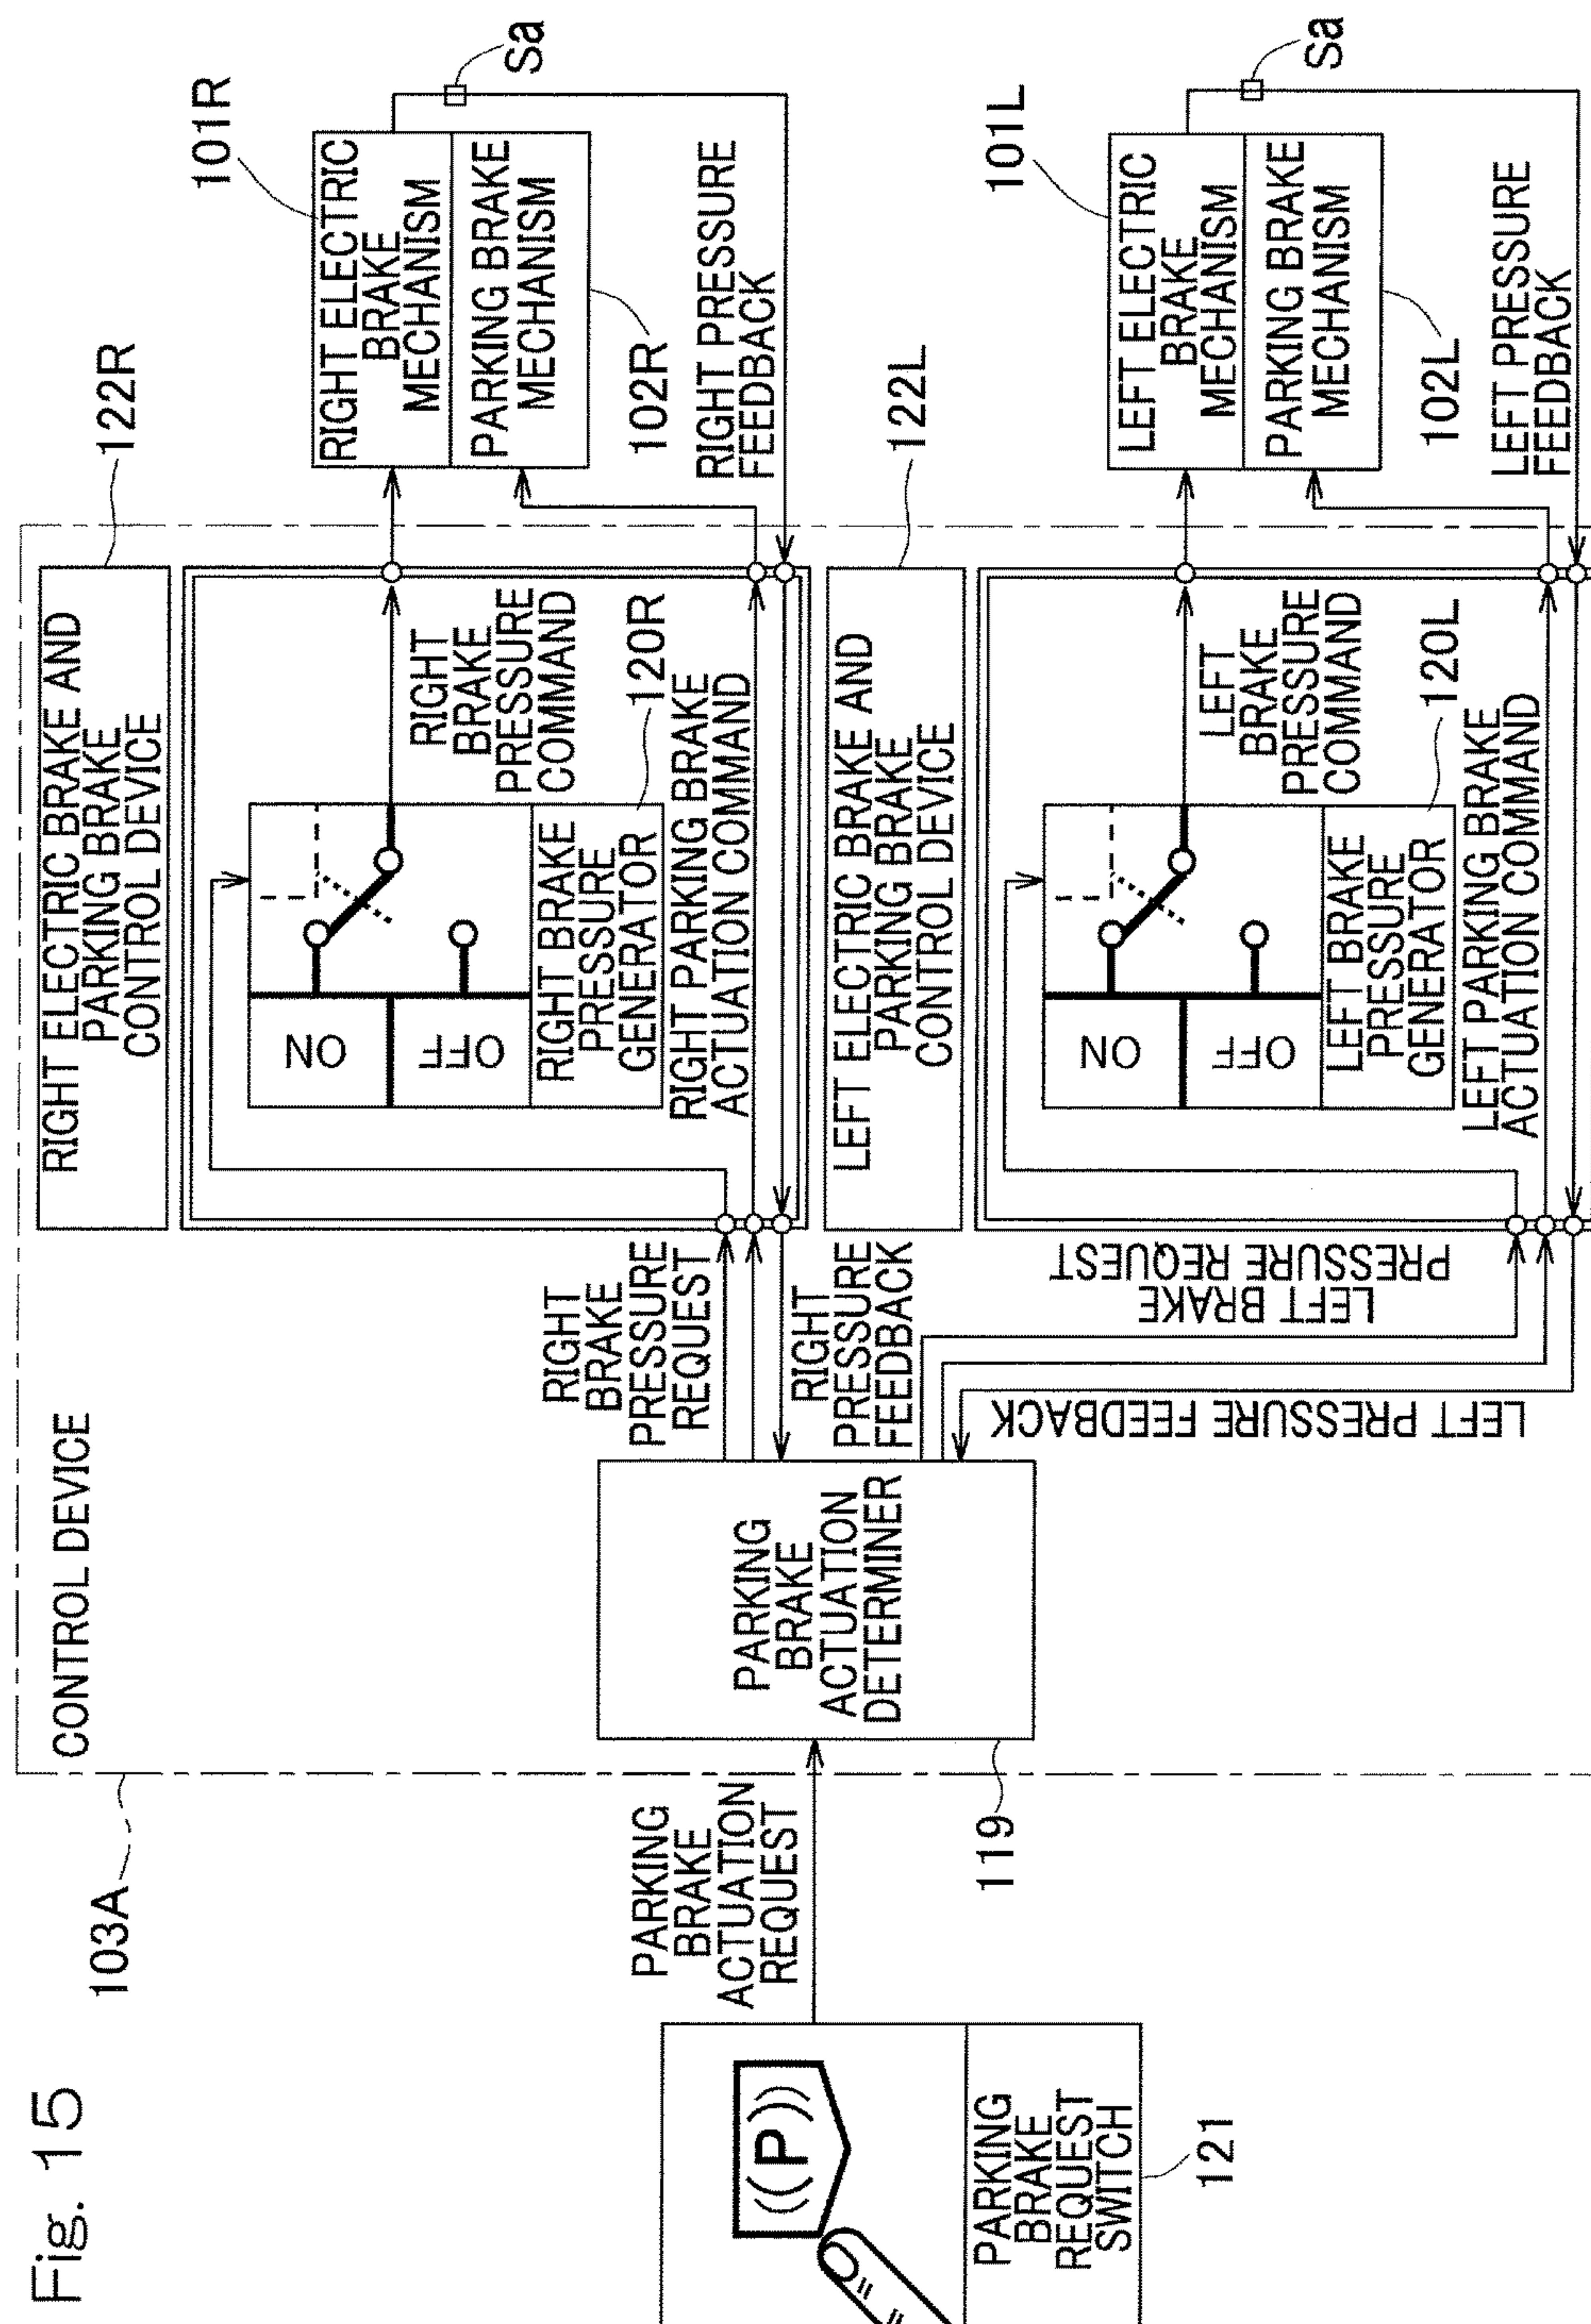 Fig. 15
103A
CONTROL DEVICE
RIGHT ELECTRIC BRAKE AND
PARKING BRAKE
CONTROL DEVICE
122R
101R
Sa
RIGHT ELECTRIC
BRAKE
MECHANISM
PARKING BRAKE
MECHANISM
102R
RIGHT PRESSURE
FEEDBACK
ON
OFF
RIGHT BRAKE
PRESSURE
GENERATOR
120R
RIGHT
BRAKE
PRESSURE
COMMAND
RIGHT PARKING BRAKE
ACTUATION COMMAND
RIGHT
BRAKE
PRESSURE
REQUEST
RIGHT
PRESSURE
FEEDBACK
PARKING
BRAKE
ACTUATION
REQUEST
PARKING
BRAKE
ACTUATION
DETERMINER
119
((P))
PARKING
BRAKE
REQUEST
SWITCH
121
LEFT ELECTRIC BRAKE AND
PARKING BRAKE
CONTROL DEVICE
122L
101L
Sa
LEFT ELECTRIC
BRAKE
MECHANISM
PARKING BRAKE
MECHANISM
102L
LEFT PRESSURE
FEEDBACK
ON
OFF
LEFT BRAKE
PRESSURE
GENERATOR
120L
LEFT
BRAKE
PRESSURE
COMMAND
LEFT PARKING BRAKE
ACTUATION COMMAND
LEFT BRAKE
PRESSURE REQUEST
LEFT PRESSURE FEEDBACK